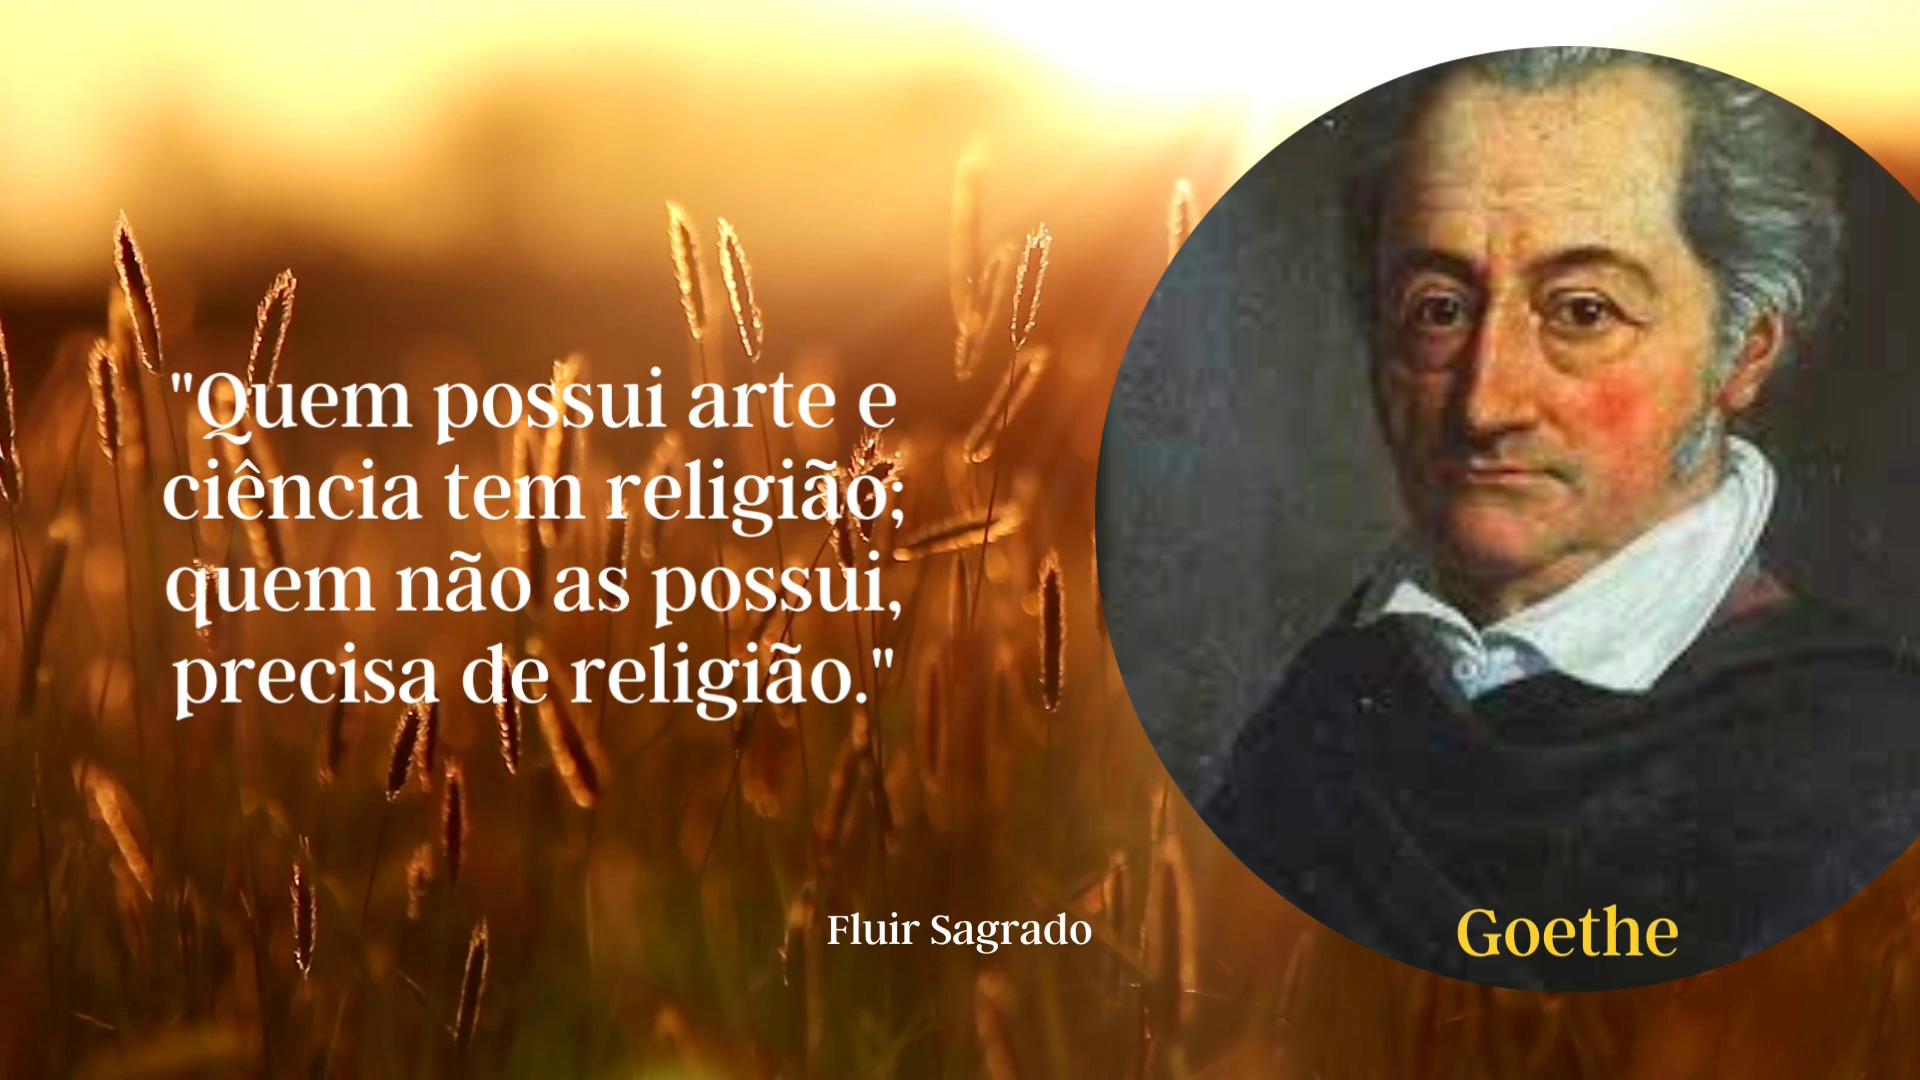 "Quem possui arte e
ciência tem religião;
quem não as possui,
precisa de religião."
Fluir Sagrado
Goethe